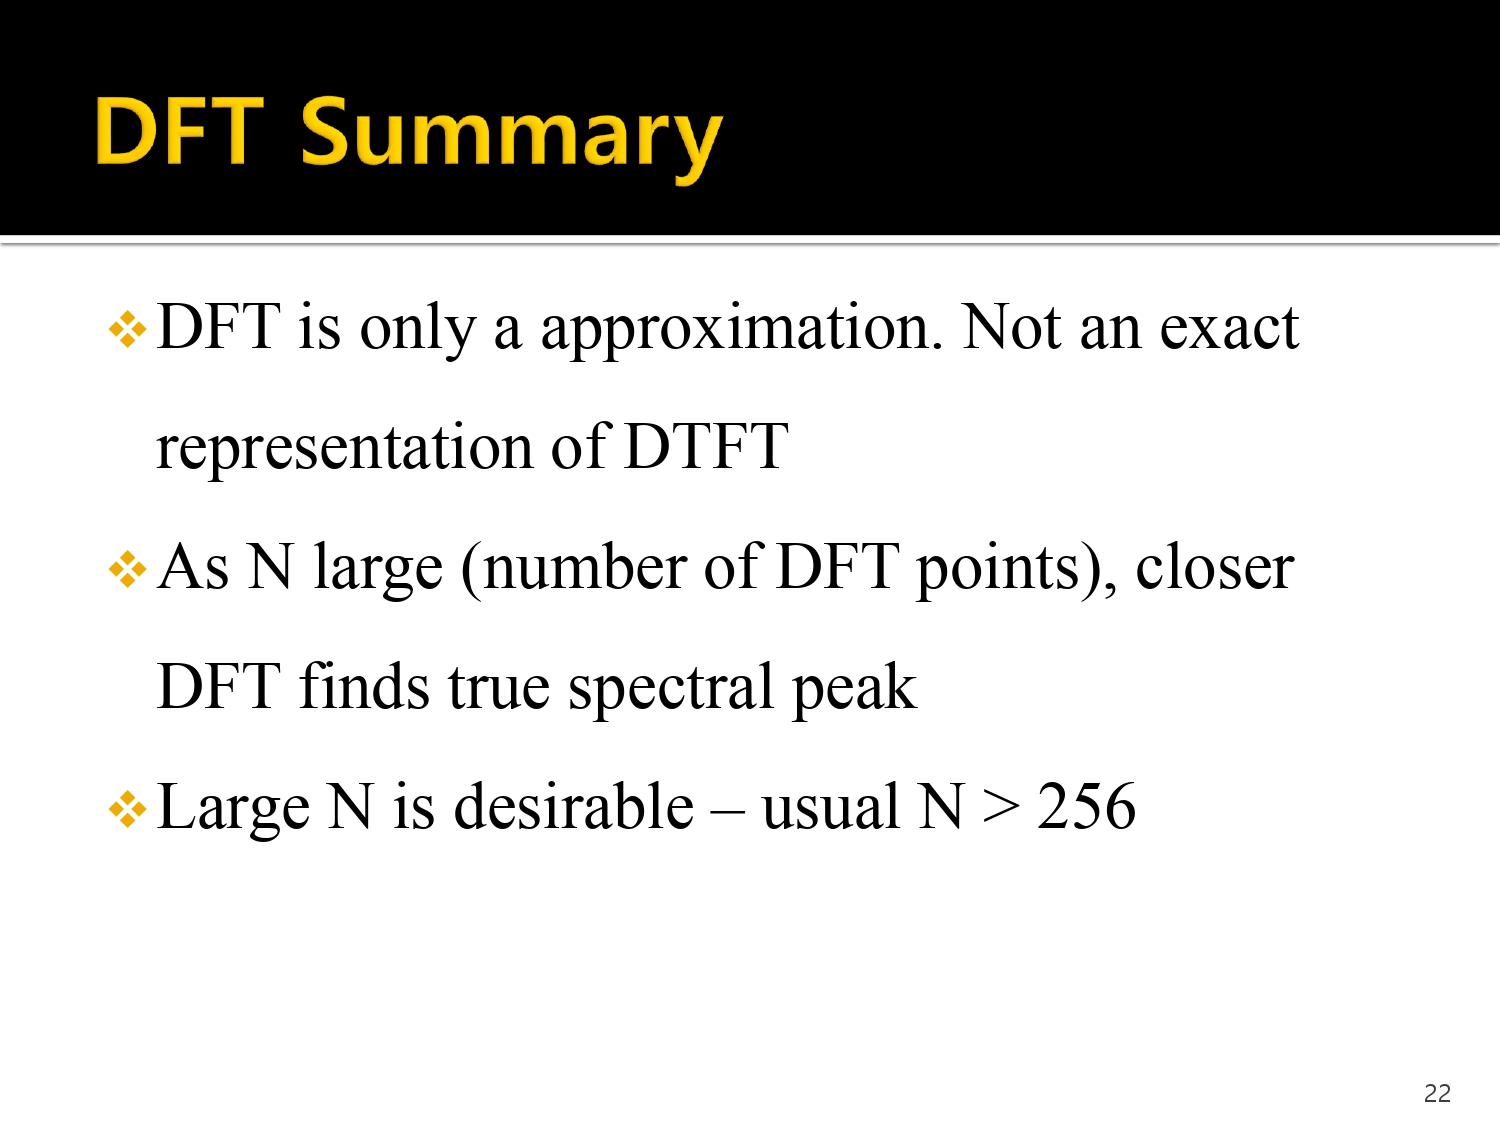 DFT Summary
DFT is only a approximation. Not an exact
representation of DTFT
As N large (number of DFT points), closer
DFT finds true spectral peak
Large N is desirable – usual N > 256
22